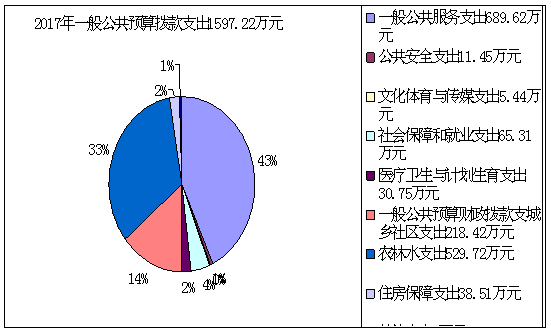 2017年一般公共预算拨款支出1597.22万元
1%
2%
33%
43%
14%
2%
4%
1%
一般公共服务支出689.62万
元
公共安全支出11.45万元
文化体育与传媒支出5.44万
元
社会保障和就业支出65.31
万元
医疗卫生与计划生育支出
30.75万元
一般公共预算财政拨款支城
乡社区支出218.42万元
农林水支出529.72万元
住房保障支出38.51万元